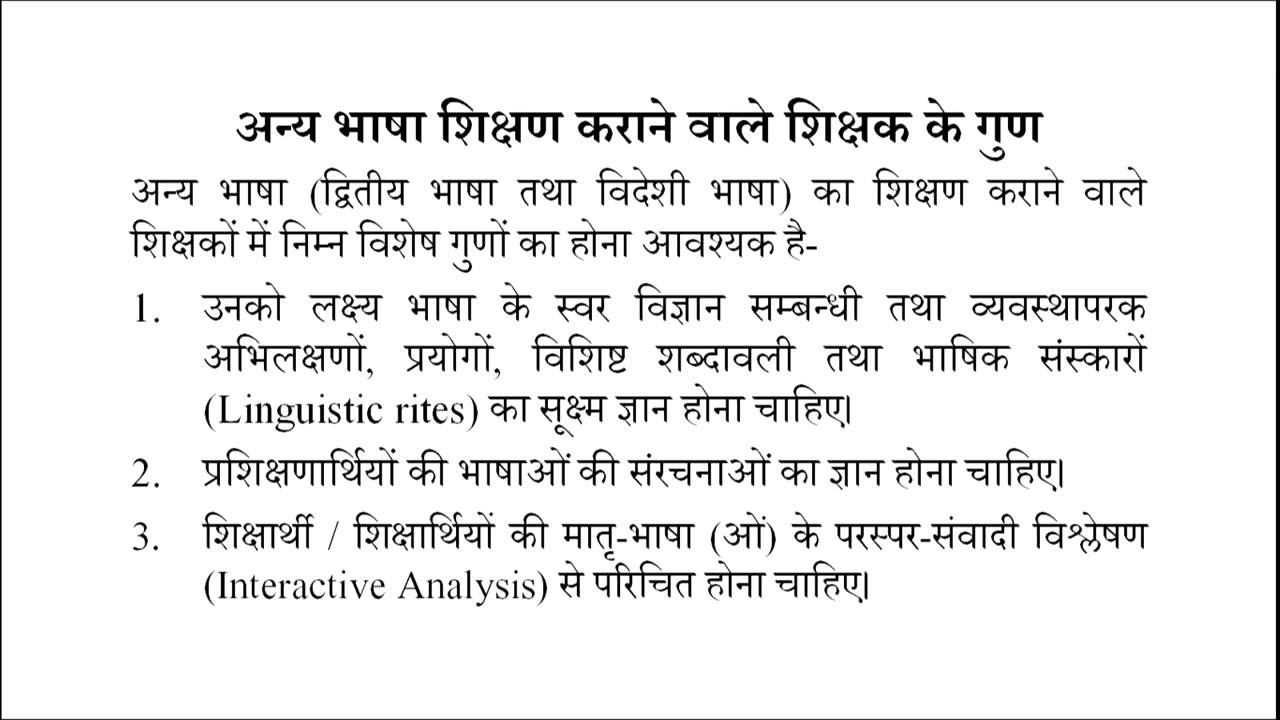 अन्य भाषा शिक्षण कराने वाले शिक्षक के गुण
अन्य भाषा (द्वितीय भाषा तथा विदेशी भाषा) का शिक्षण कराने वाले
शिक्षकों में निम्न विशेष गुणों का होना आवश्यक है-
1. उनको लक्ष्य भाषा के स्वर विज्ञान सम्बन्धी तथा व्यवस्थापरक
अभिलक्षणों, प्रयोगों, विशिष्ट शब्दावली तथा भाषिक संस्कारों
(Linguistic rites) का सूक्ष्म ज्ञान होना चाहिए।
2. प्रशिक्षणार्थियों की भाषाओं की संरचनाओं का ज्ञान होना चाहिए।
3. शिक्षार्थी / शिक्षार्थियों की मातृ-भाषा (ओं) के परस्पर-संवादी विश्लेषण
(Interactive Analysis) से परिचित होना चाहिए।